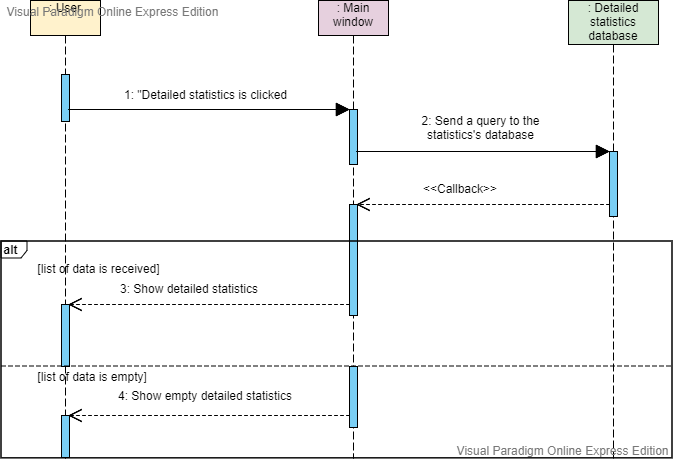 Visual Paradigm Online Express Edition
: User
: Main
window
: Detailed
statistics
database
1: "Detailed statistics is clicked
2: Send a query to the
statistics's database
<<Callback>>
alt
[list of data is received]
3: Show detailed statistics
[list of data is empty]
4: Show empty detailed statistics
Visual Paradigm Online Express Edition